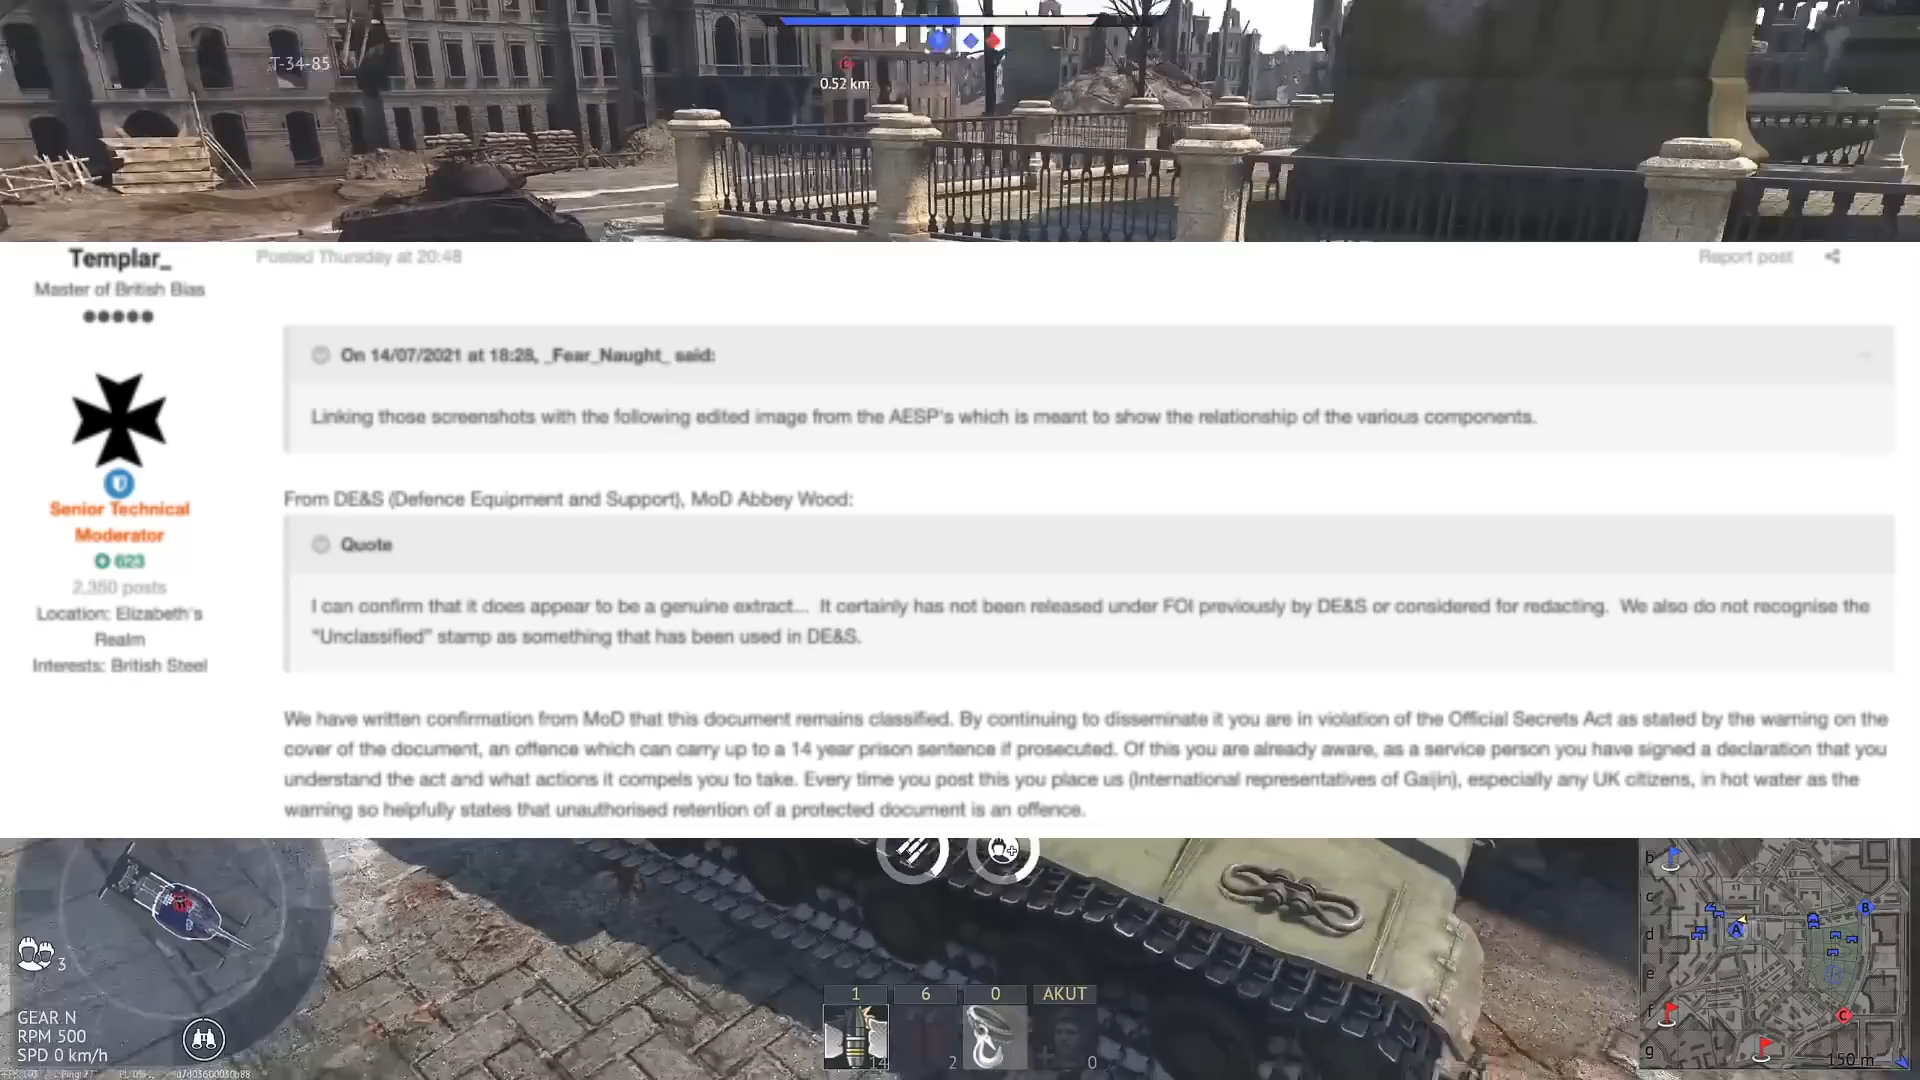 T-34-85
C
0.52 km
Templar_
Master of British Bias
Posted Thursday at 20:48
Report post
On 14/07/2021 at 18:28, _Fear_Naught_ said:
Linking those screenshots with the following edited image from the AESP's which is meant to show the relationship of the various components.
Senior Technical
Moderator
623
2,350 posts
Location: Elizabeth's
Realm
Interests: British Steel
From DE&S (Defence Equipment and Support), MoD Abbey Wood:
Quote
I can confirm that it does appear to be a genuine extract... It certainly has not been released under FOI previously by DE&S or considered for redacting. We also do not recognise the
"Unclassified" stamp as something that has been used in DE&S.
We have written confirmation from MoD that this document remains classified. By continuing to disseminate it you are in violation of the Official Secrets Act as stated by the warning on the
cover of the document, an offence which can carry up to a 14 year prison sentence if prosecuted. Of this you are already aware, as a service person you have signed a declaration that you
understand the act and what actions it compels you to take. Every time you post this you place us (International representatives of Gaijin), especially any UK citizens, in hot water as the
warning so helpfully states that unauthorised retention of a protected document is an offence.
3
GEAR N
RPM 500
SPD 0 km/h
1 6 0 AKUT
14 2 0
b
c
d
e
f
g
A
B
C
150 m